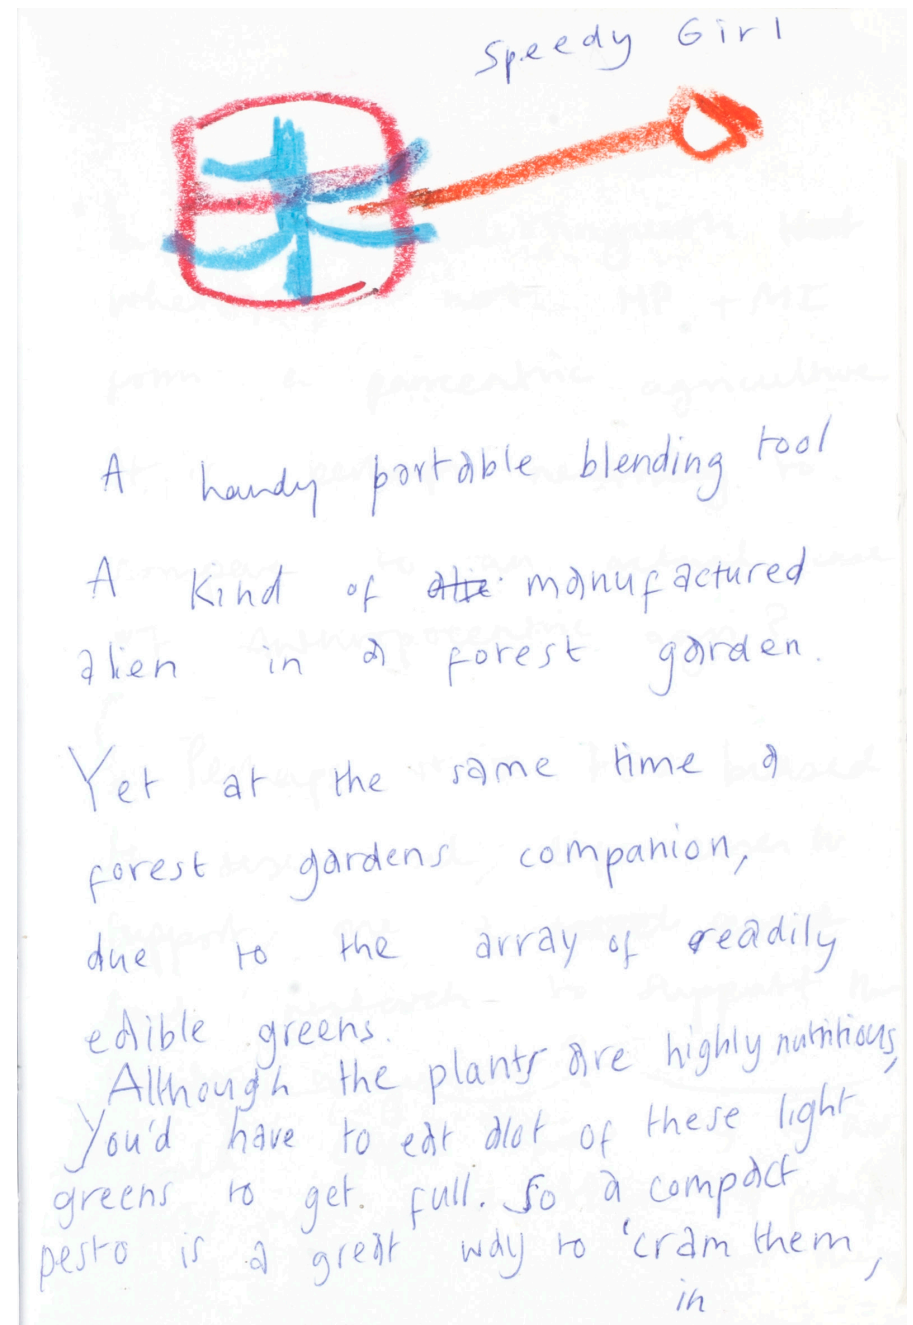 Speedy Girl
A handy portable blending tool
A kind of manufactured
alien in a forest garden.
Yet at the same time a
forest gardens companion,
due to the array of readily
edible greens.
Although the plants are highly nutritious,
you'd have to eat alot of these light
greens to get full. So a compact
pesto is a great way to 'cram them,
in